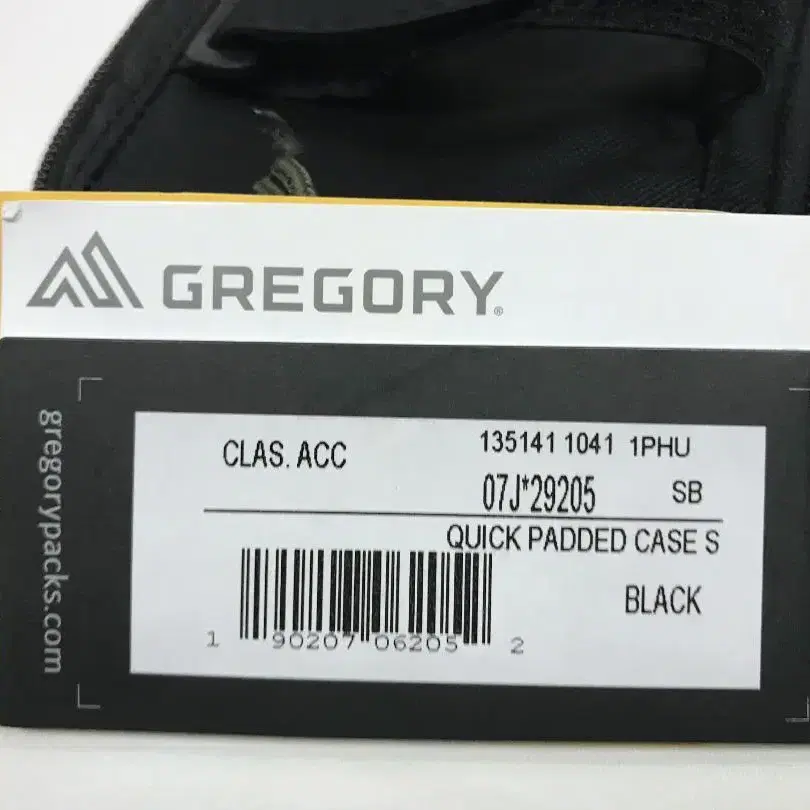 GREGORY®
gregorypacks.com
CLAS. ACC
135141 1041 1PHU
07J*29205 SB
QUICK PADDED CASE S
BLACK
1 90207 06205 2